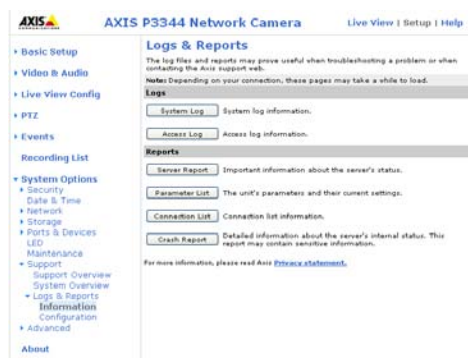 AXIS
COMMUNICATIONS
AXIS P3344 Network Camera
Live View | Setup | Help
Basic Setup
Video & Audio
Live View Config
PTZ
Events
Recording List
System Options
Security
Date & Time
Network
Storage
Ports & Devices
LED
Maintenance
Support
Support Overview
System Overview
Logs & Reports
Information
Configuration
Advanced
About
Logs & Reports
The log files and reports may prove useful when troubleshooting a problem or when
contacting the Axis support web.
Note: Depending on your connection, these pages may take a while to load.
Logs
System Log System log information.
Access Log Access log information.
Reports
Server Report Important information about the server's status.
Parameter List The unit's parameters and their current settings.
Connection List Connection list information.
Crash Report Detailed information about the server's internal status. This
report may contain sensitive information.
For more information, please read Axis Privacy statement.